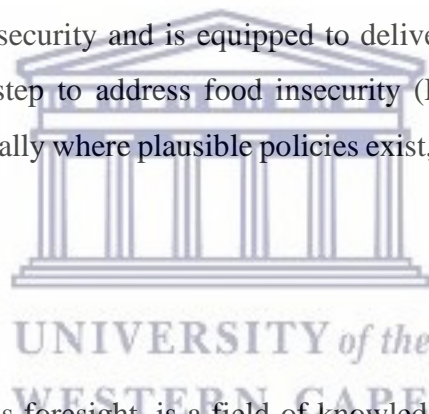 security and is equipped to delive
step to address food insecurity (
ally where plausible policies exist,
UNIVERSITY of the
WESTERN CAPE
s foresight, is a field of knowled